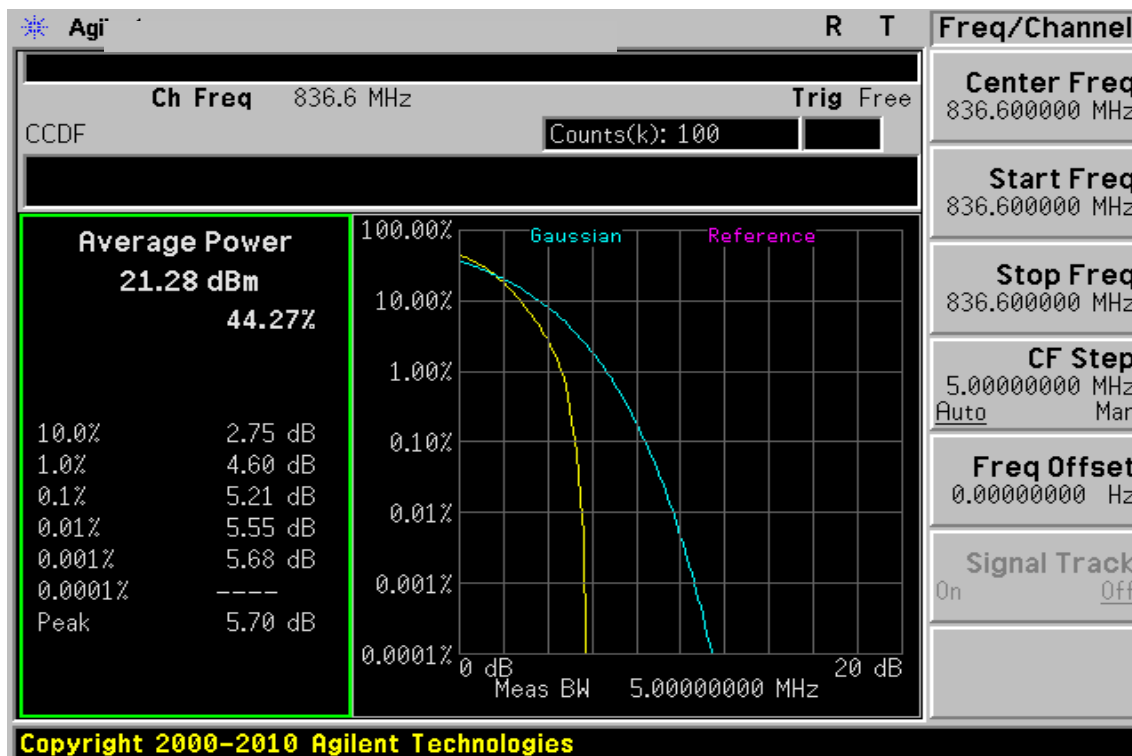 Agi R T
Freq/Channel
Ch Freq 836.6 MHz Trig Free
CCDF Counts(k): 100
Average Power
21.28 dBm
44.27%
10.0% 2.75 dB
1.0% 4.60 dB
0.1% 5.21 dB
0.01% 5.55 dB
0.001% 5.68 dB
0.0001% ----
Peak 5.70 dB
Gaussian Reference
100.00%
10.00%
1.00%
0.10%
0.01%
0.001%
0.0001%
0 dB 20 dB
Meas BW 5.00000000 MHz
Center Freq
836.600000 MHz
Start Freq
836.600000 MHz
Stop Freq
836.600000 MHz
CF Step
5.00000000 MHz
Auto Man
Freq Offset
0.00000000 Hz
Signal Track
On Off
Copyright 2000-2010 Agilent Technologies